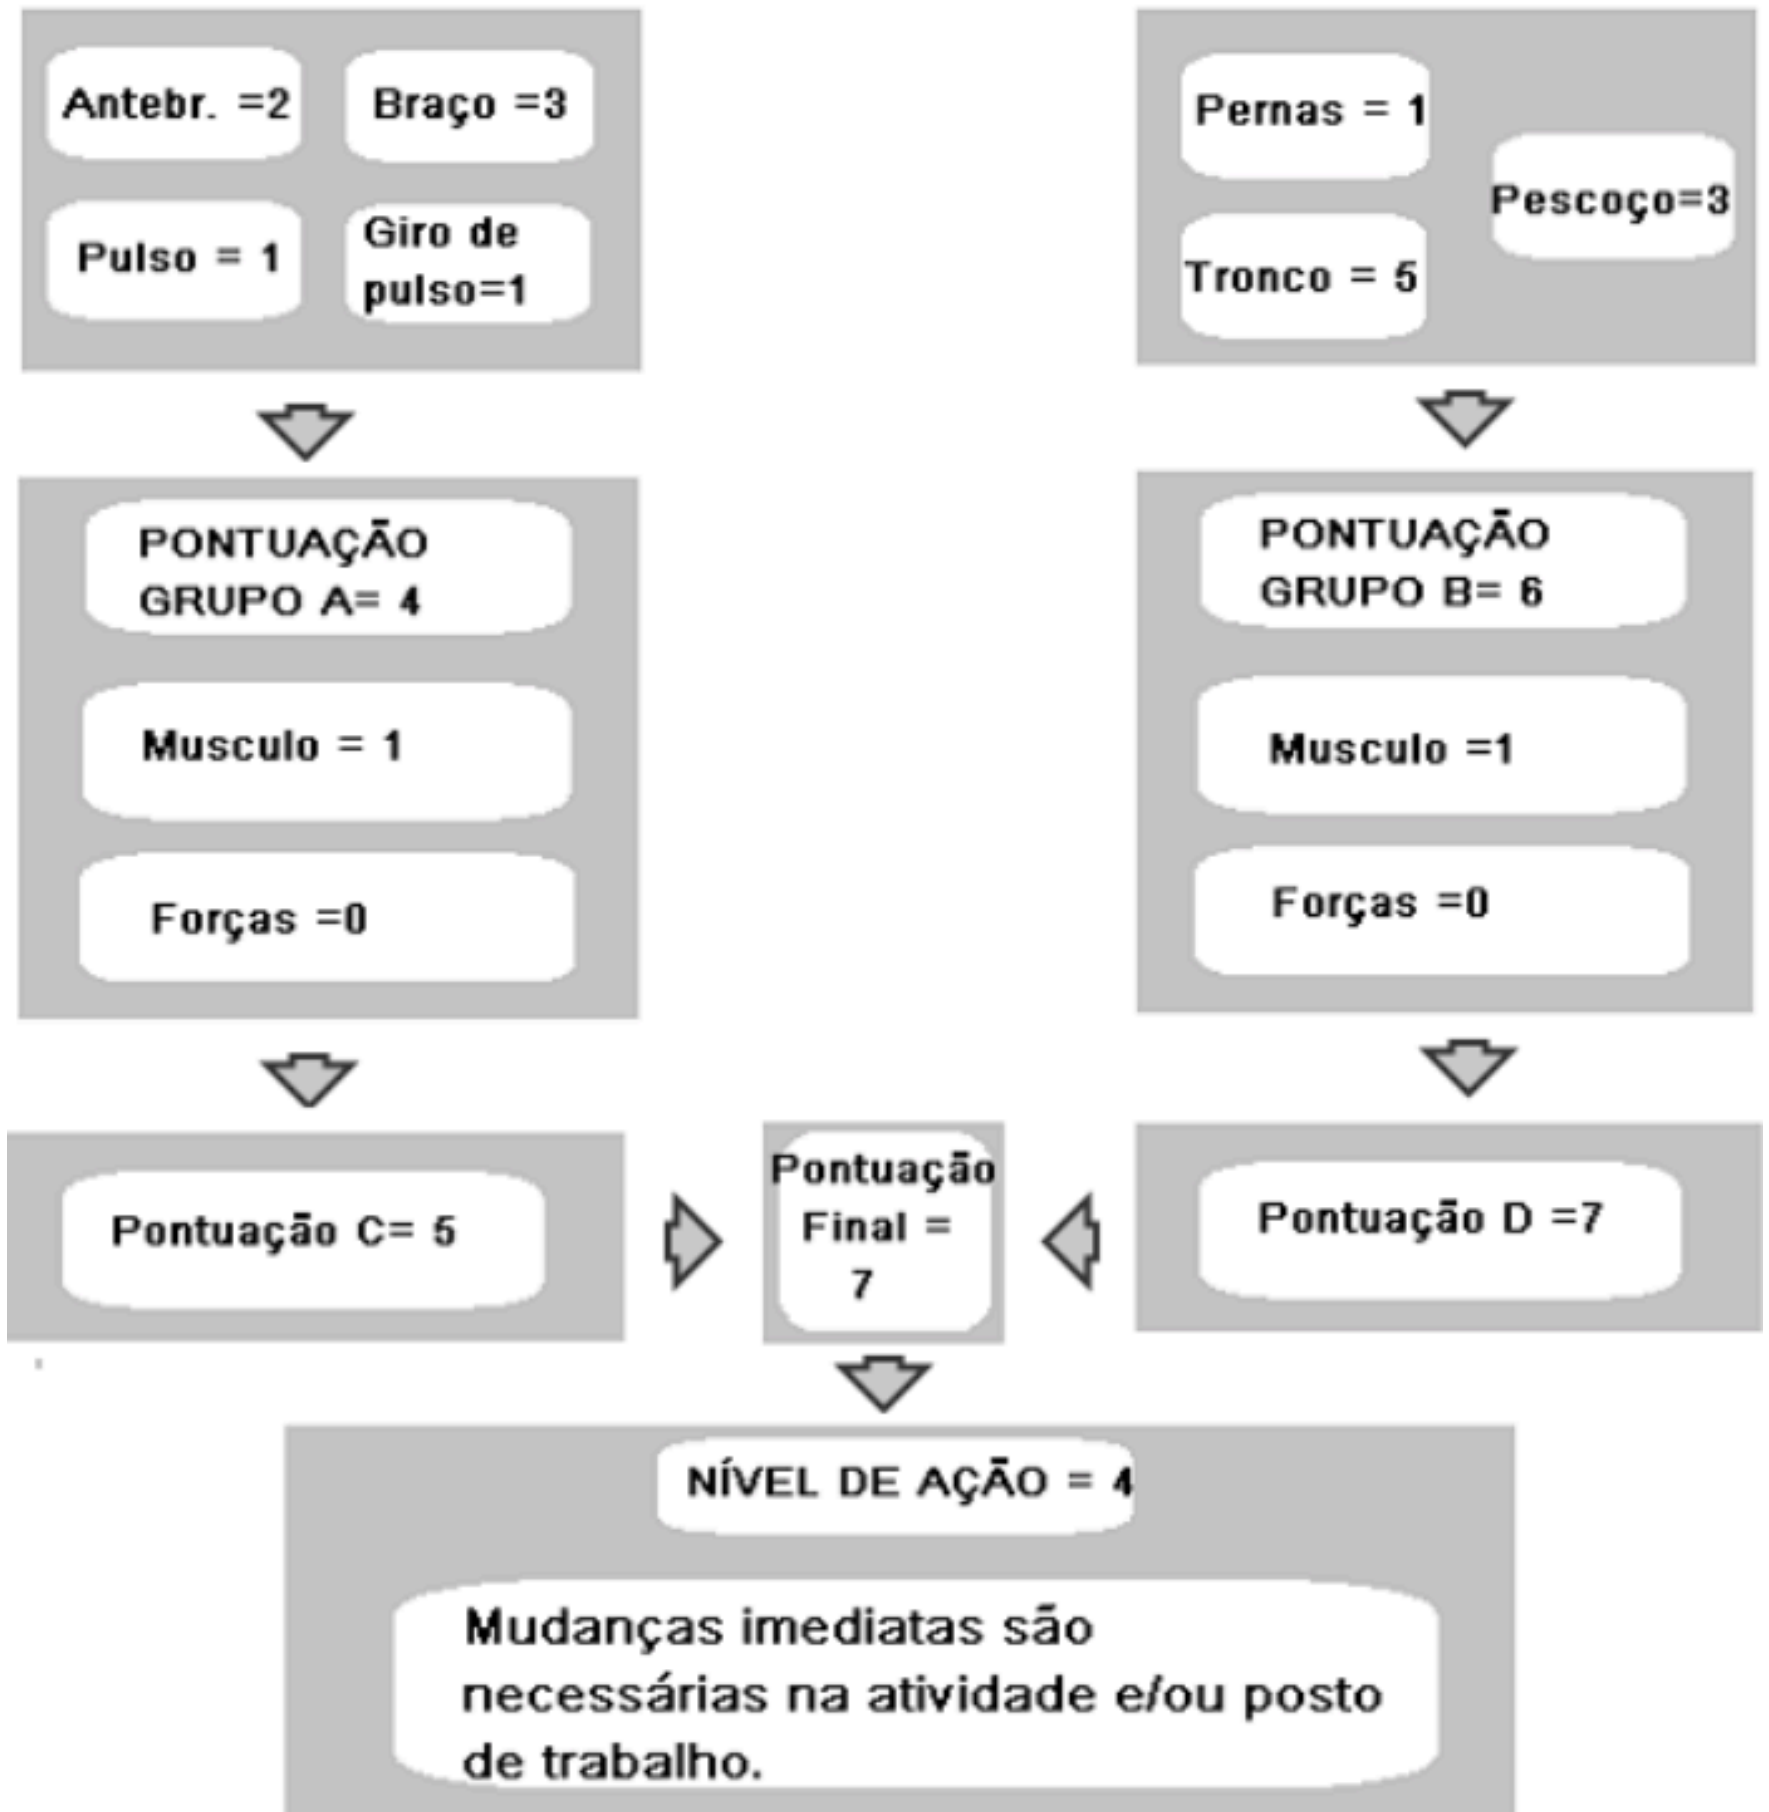 Antebr. =2
Braço =3
Pulso = 1
Giro de
pulso=1
Pernas = 1
Pescoço=3
Tronco = 5
PONTUAÇÃO
GRUPO A= 4
Musculo = 1
Forças =0
PONTUAÇÃO
GRUPO B= 6
Musculo =1
Forças =0
Pontuação C= 5
Pontuação
Final =
7
Pontuação D =7
NÍVEL DE AÇÃO = 4
Mudanças imediatas são
necessárias na atividade e/ou posto
de trabalho.